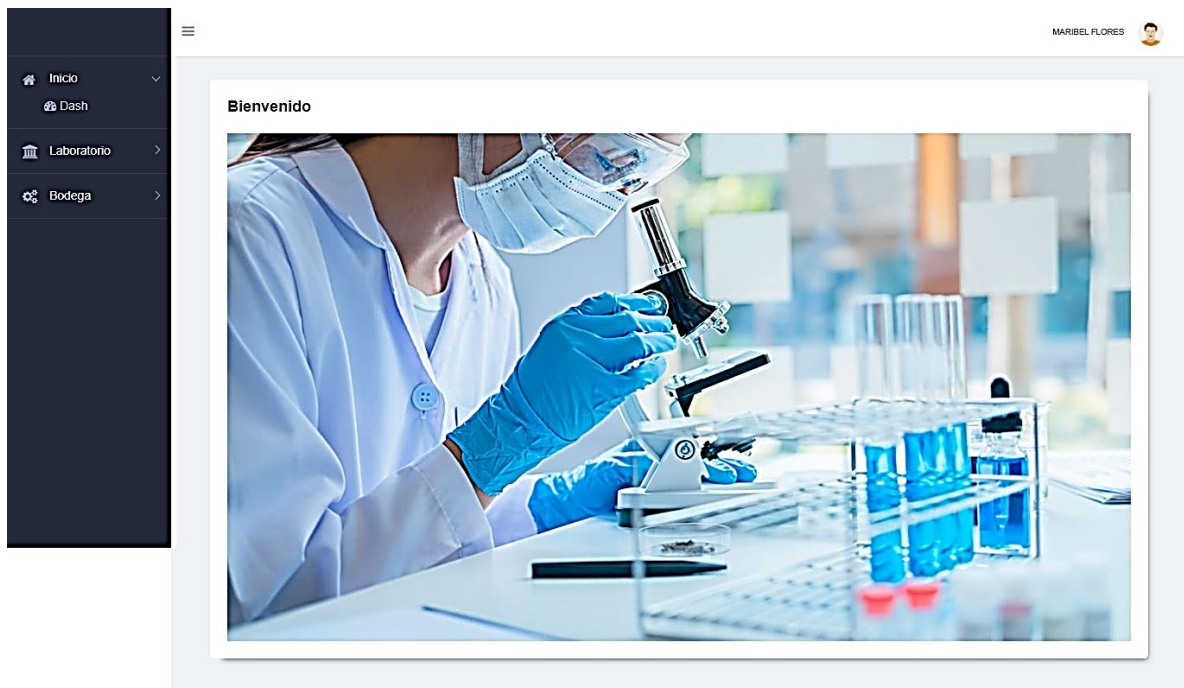 MARIBEL FLORES
Inicio
Dash
Laboratorio
Bodega
Bienvenido